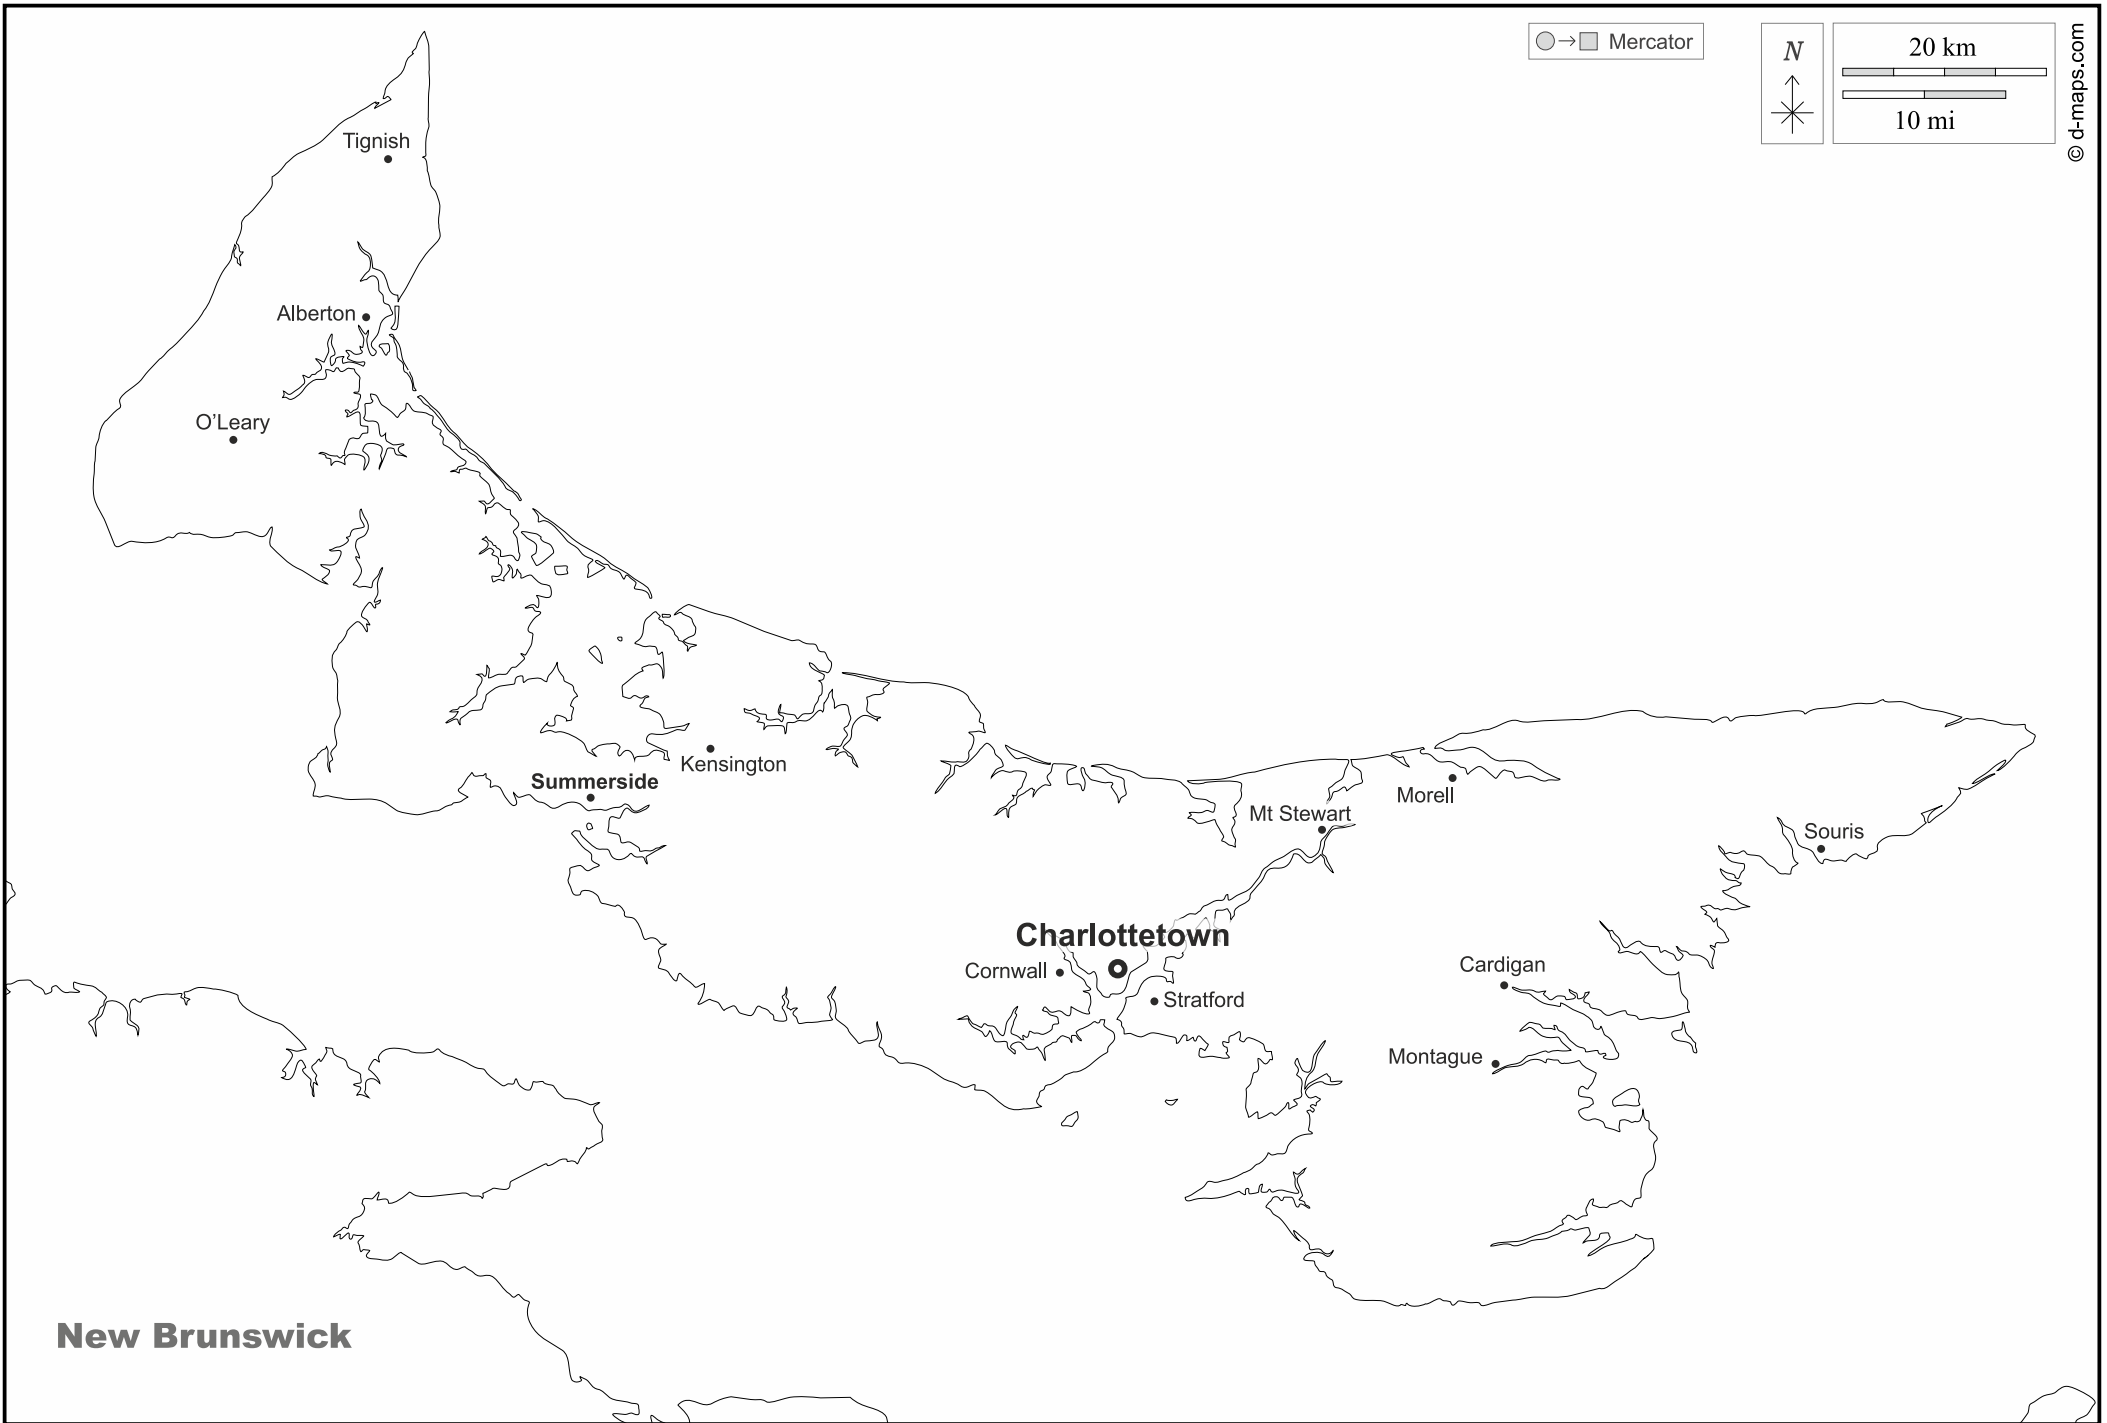 Mercator
N
20 km
10 mi
© d-maps.com
Tignish
Alberton
O'Leary
Kensington
Summerside
Morell
Mt Stewart
Souris
Charlottetown
Cornwall
Cardigan
Stratford
Montague
New Brunswick